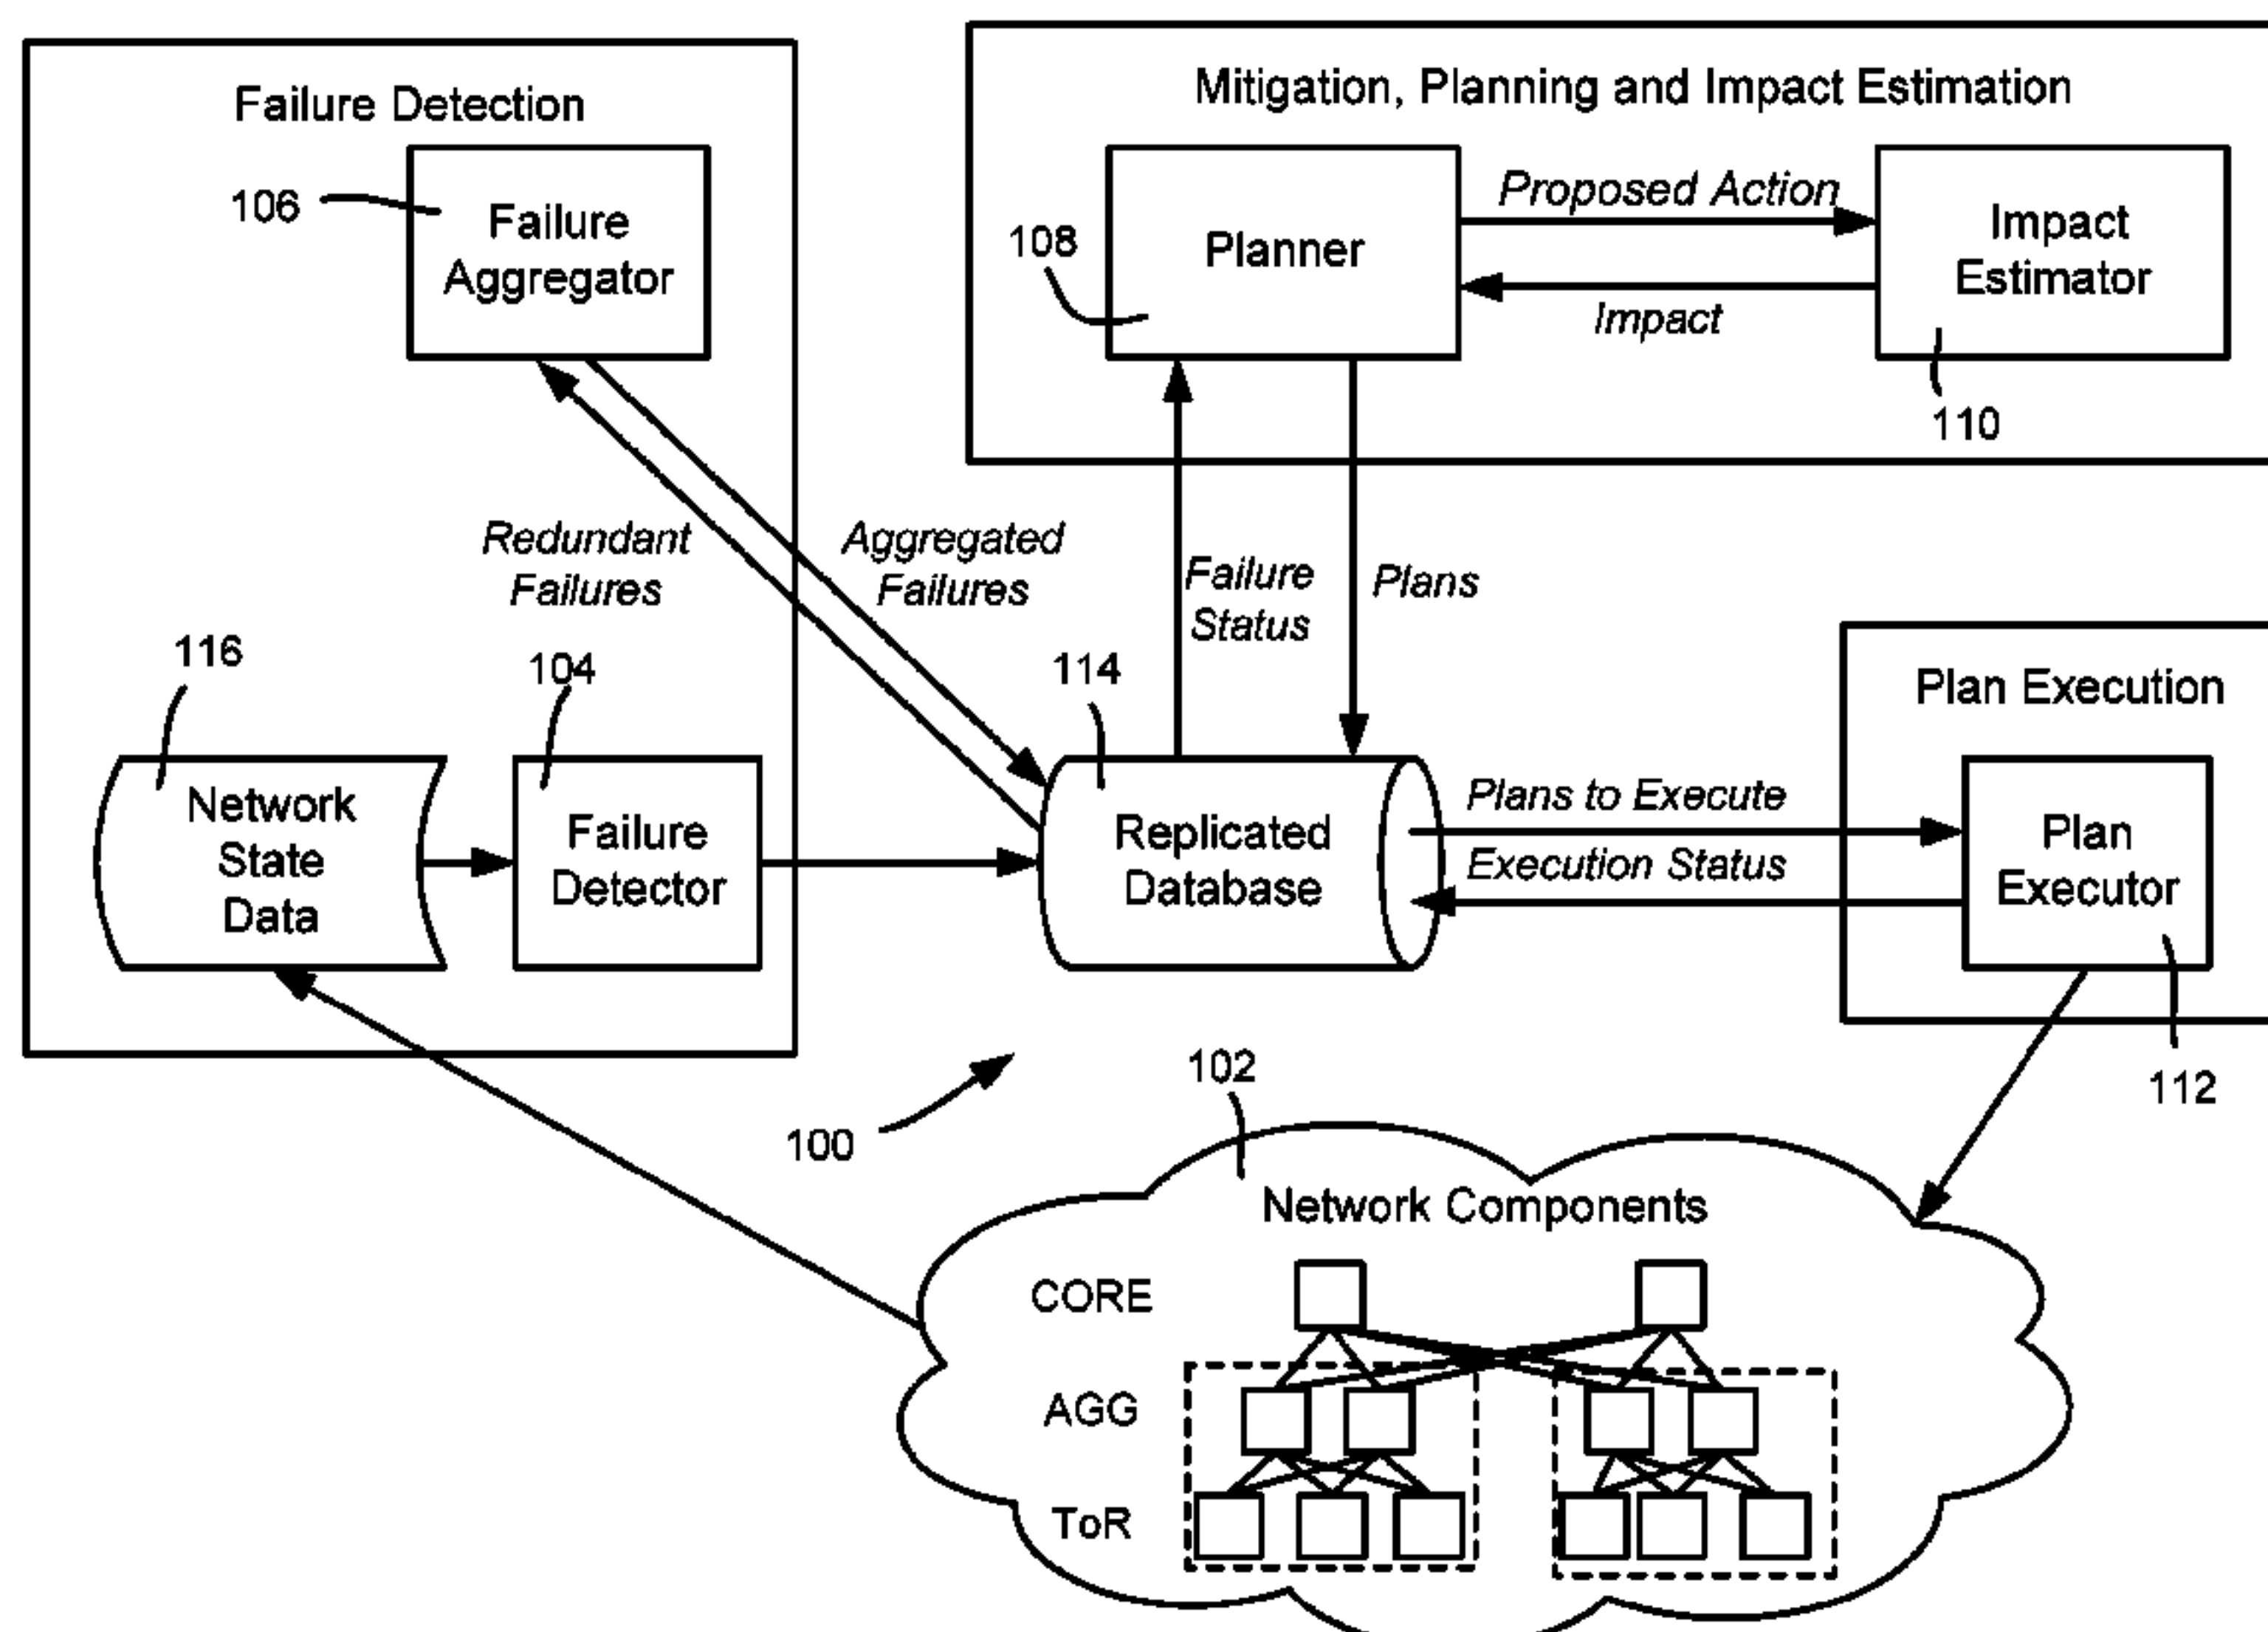 Failure Detection
106
Failure
Aggregator
Redundant
Failures
Aggregated
Failures
116
104
Network
State
Data
Failure
Detector
Mitigation, Planning and Impact Estimation
108
Planner
Proposed Action
Impact
Impact
Estimator
110
Failure
Status
Plans
114
Replicated
Database
Plans to Execute
Execution Status
Plan Execution
Plan
Executor
112
100
102
Network Components
CORE
AGG
ToR